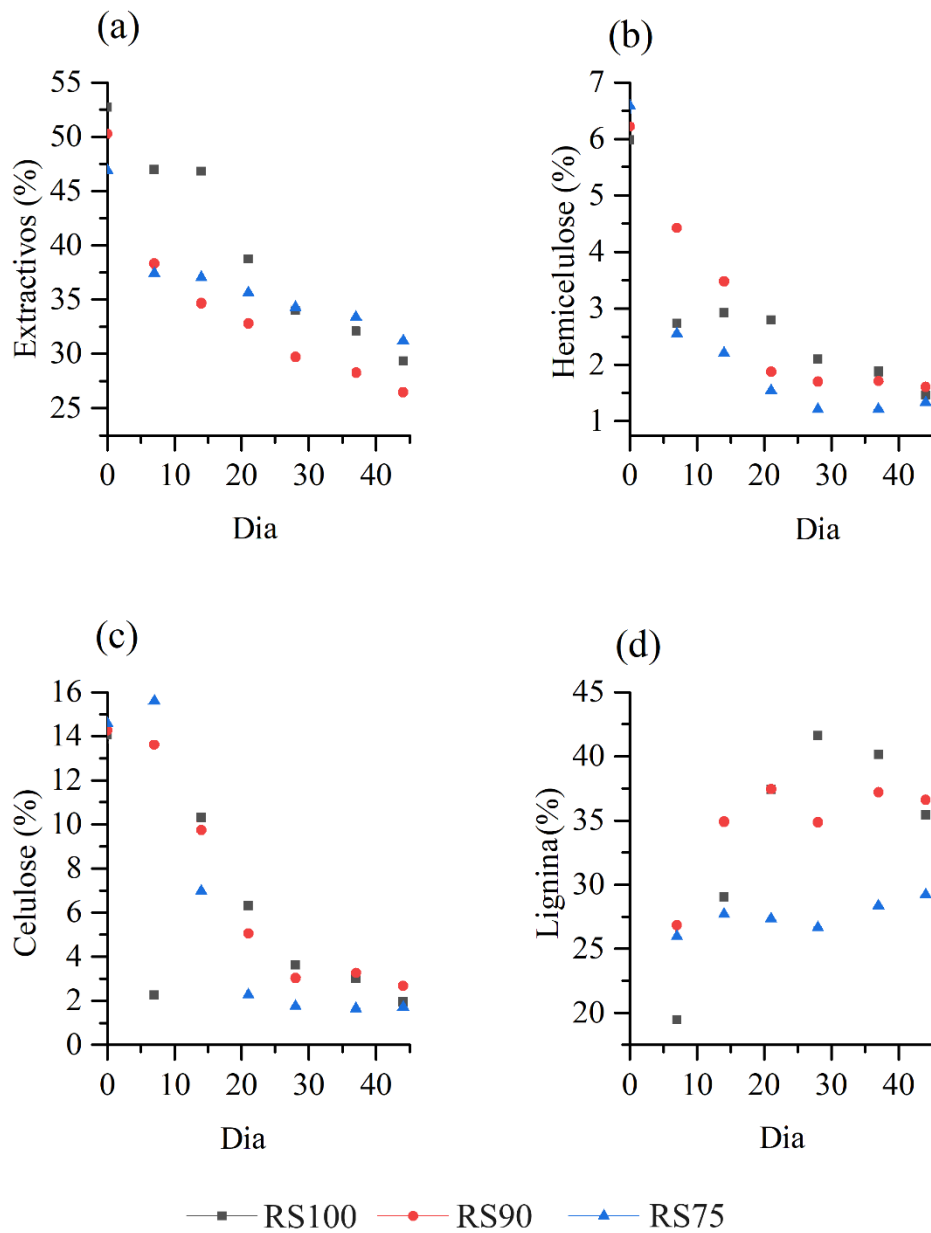 (a)
Extractivos (%)
55
50
45
40
35
30
25
0 10 20 30 40
Dia
(b)
Hemicelulose (%)
7
6
5
4
3
2
1
0 10 20 30 40
Dia
(c)
Celulose (%)
16
14
12
10
8
6
4
2
0
0 10 20 30 40
Dia
(d)
Lignina(%)
45
40
35
30
25
20
0 10 20 30 40
Dia
RS100 RS90 RS75